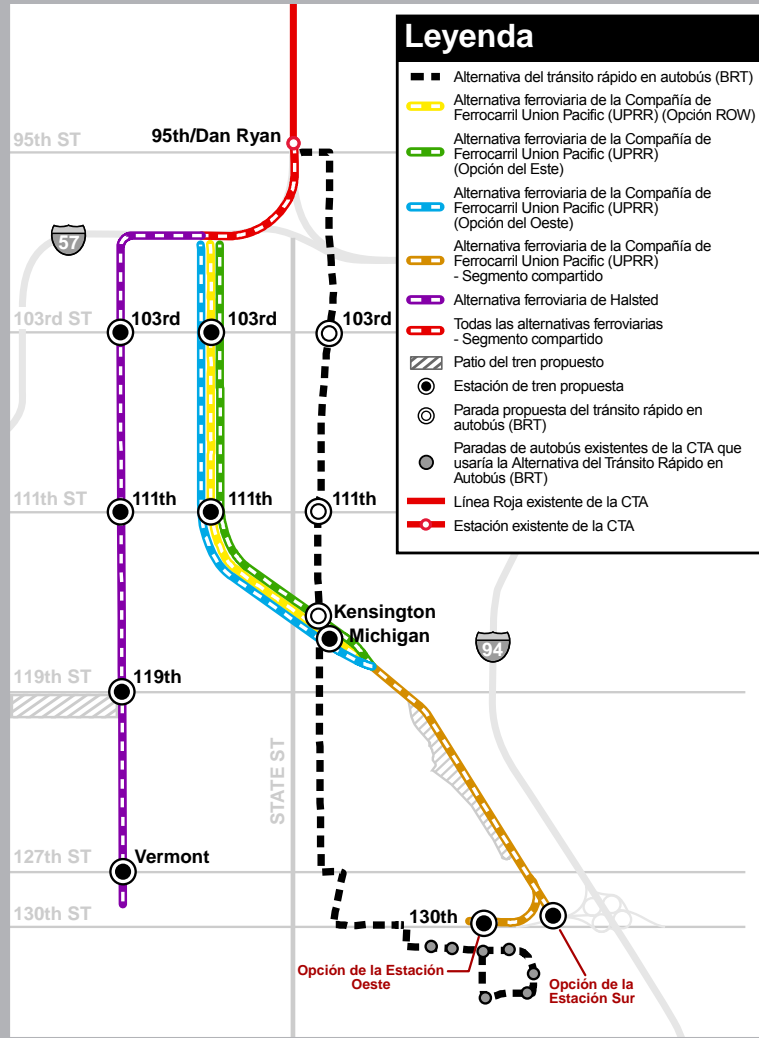 Leyenda
Alternativa del tránsito rápido en autobús (BRT)
Alternativa ferroviaria de la Compañía de
Ferrocarril Union Pacific (UPRR) (Opción ROW)
Alternativa ferroviaria de la Compañía de
Ferrocarril Union Pacific (UPRR)
(Opción del Este)
Alternativa ferroviaria de la Compañía de
Ferrocarril Union Pacific (UPRR)
(Opción del Oeste)
Alternativa ferroviaria de la Compañía de
Ferrocarril Union Pacific (UPRR)
- Segmento compartido
Alternativa ferroviaria de Halsted
Todas las alternativas ferroviarias
- Segmento compartido
Patio del tren propuesto
Estación de tren propuesta
Parada propuesta del tránsito rápido en
autobús (BRT)
Paradas de autobús existentes de la CTA que
usaría la Alternativa del Tránsito Rápido en
Autobús (BRT)
Línea Roja existente de la CTA
Estación existente de la CTA
95th ST
95th/Dan Ryan
57
103rd ST
103rd
103rd
103rd
111th ST
111th
111th
111th
Kensington
Michigan
94
119th ST
119th
STATE ST
127th ST
Vermont
130th ST
130th
Opción de la Estación
Oeste
Opción de la
Estación Sur